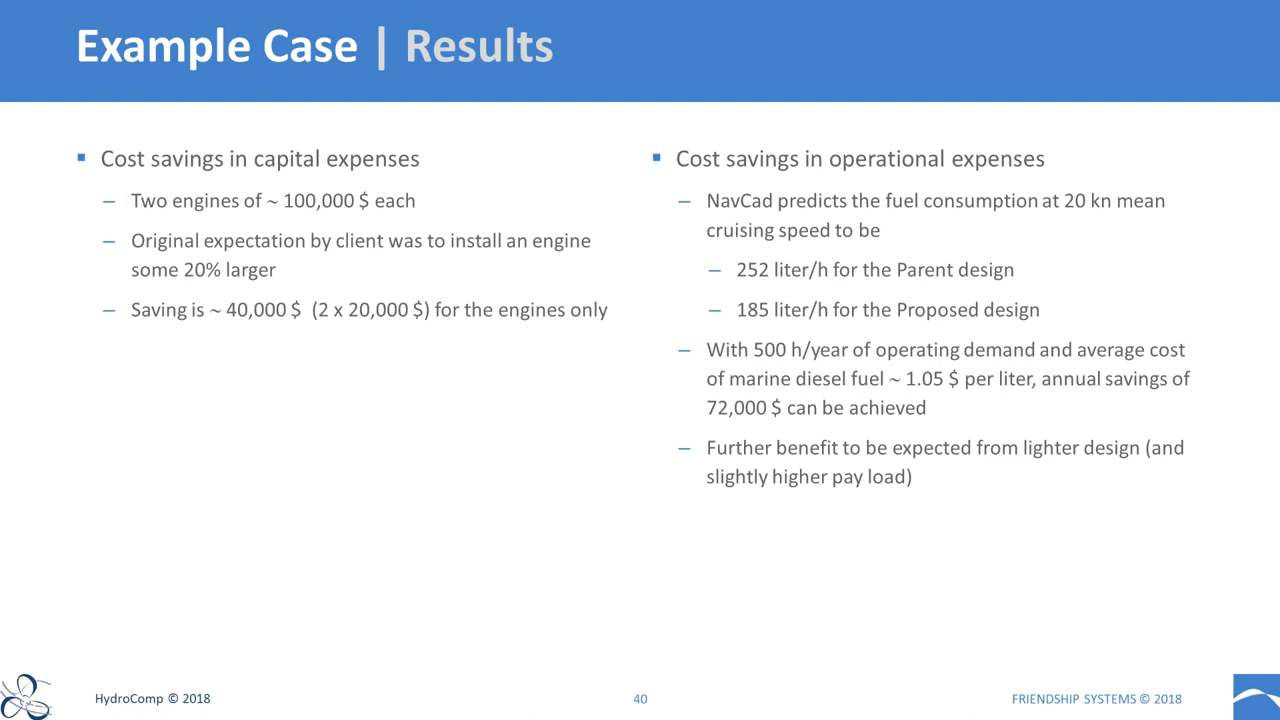 Example Case | Results
▪ Cost savings in capital expenses
– Two engines of ~ 100,000 $ each
– Original expectation by client was to install an engine
some 20% larger
– Saving is ~ 40,000 $ (2 x 20,000 $) for the engines only
▪ Cost savings in operational expenses
– NavCad predicts the fuel consumption at 20 kn mean
cruising speed to be
– 252 liter/h for the Parent design
– 185 liter/h for the Proposed design
– With 500 h/year of operating demand and average cost
of marine diesel fuel ~ 1.05 $ per liter, annual savings of
72,000 $ can be achieved
– Further benefit to be expected from lighter design (and
slightly higher pay load)
HydroComp © 2018
40
FRIENDSHIP SYSTEMS © 2018